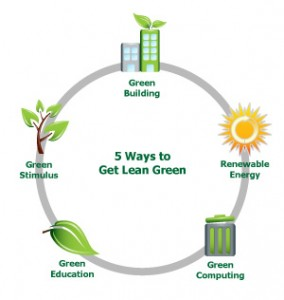 Green
Building
Green
Stimulus
5 Ways to
Get Lean Green
Renewable
Energy
Green
Education
Green
Computing